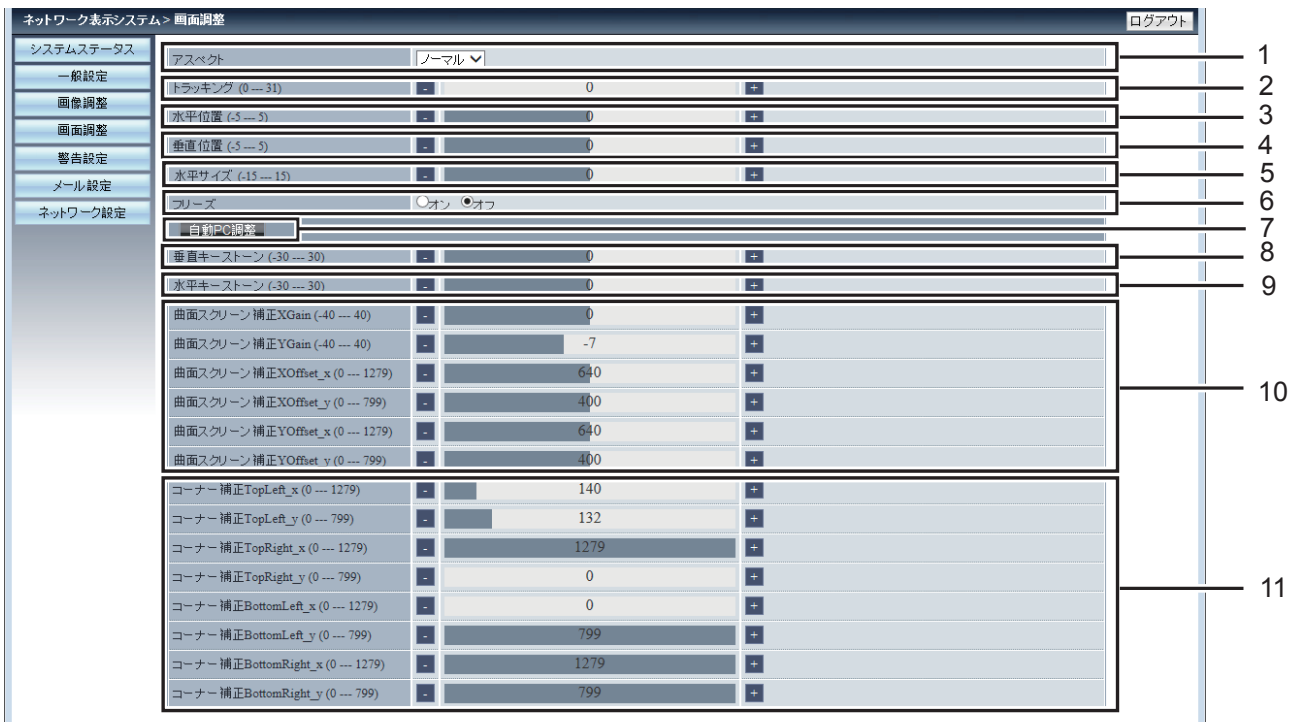 ネットワーク表示システム > 画面調整
ログアウト
システムステータス
一般設定
画像調整
画面調整
警告設定
メール設定
ネットワーク設定
アスペクト ノーマル 1
トラッキング (0 --- 31) - 0 + 2
水平位置 (-5 --- 5) - 0 + 3
垂直位置 (-5 --- 5) - 0 + 4
水平サイズ (-15 --- 15) - 0 + 5
フリーズ オン オフ 6
自動PC調整 7
垂直キーストーン (-30 --- 30) - 0 + 8
水平キーストーン (-30 --- 30) - 0 + 9
曲面スクリーン補正XGain (-40 --- 40) - 0 +
曲面スクリーン補正YGain (-40 --- 40) - -7 +
曲面スクリーン補正XOffset_x (0 --- 1279) - 640 +
曲面スクリーン補正XOffset_y (0 --- 799) - 400 +
曲面スクリーン補正YOffset_x (0 --- 1279) - 640 +
曲面スクリーン補正YOffset_y (0 --- 799) - 400 +
10
コーナー補正TopLeft_x (0 --- 1279) - 140 +
コーナー補正TopLeft_y (0 --- 799) - 132 +
コーナー補正TopRight_x (0 --- 1279) - 1279 +
コーナー補正TopRight_y (0 --- 799) - 0 +
コーナー補正BottomLeft_x (0 --- 1279) - 0 +
コーナー補正BottomLeft_y (0 --- 799) - 799 +
コーナー補正BottomRight_x (0 --- 1279) - 1279 +
コーナー補正BottomRight_y (0 --- 799) - 799 +
11